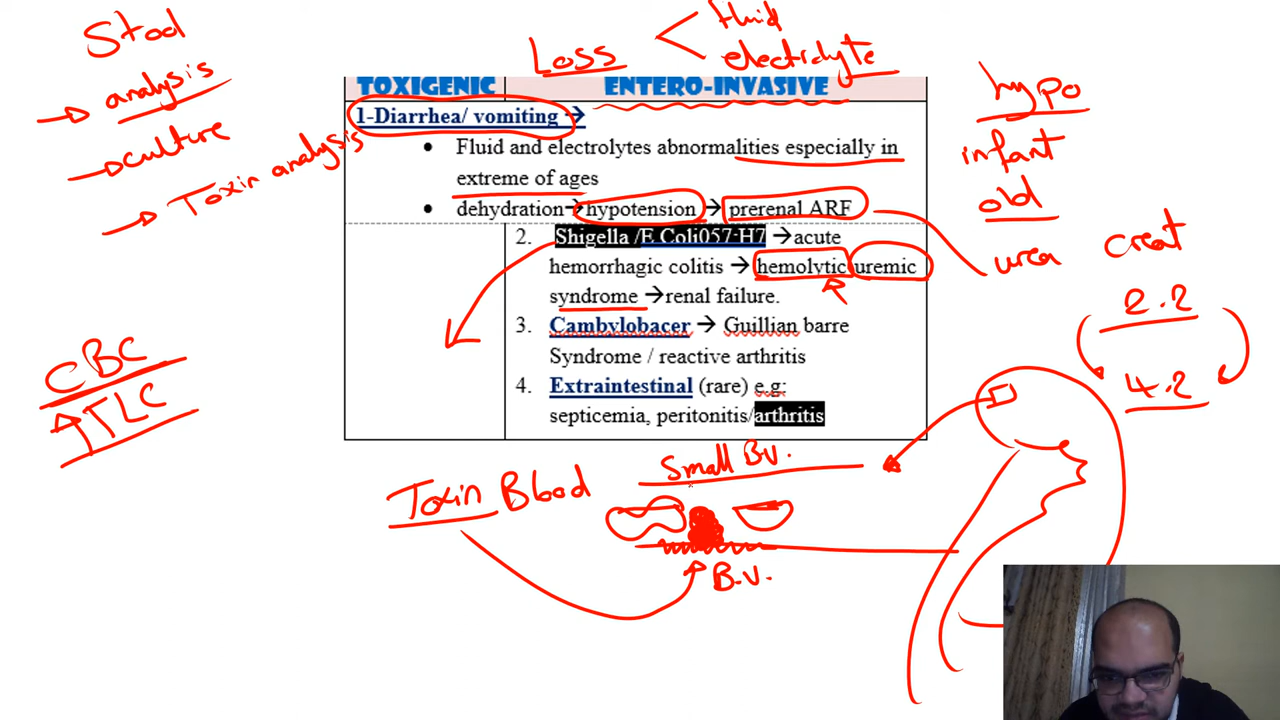 Stool
→ analysis
→ culture
→ Toxin analysis
Loss < fluid
electrolyte
TOXIGENIC ENTERO-INVASIVE
1-Diarrhea/ vomiting →
• Fluid and electrolytes abnormalities especially in
extreme of ages
• dehydration→hypotension → prerenal ARF
2. Shigella /E.Coli057:H7 →acute
hemorrhagic colitis → hemolytic uremic
syndrome →renal failure.
3. Cambylobacer → Guillian barre
Syndrome / reactive arthritis
4. Extraintestinal (rare) e.g:
septicemia, peritonitis/arthritis
hypo
infant
old
urea creat
2.2
4.2
CBC
↑TLC
Toxin Blood
Small B.V.
B.V.